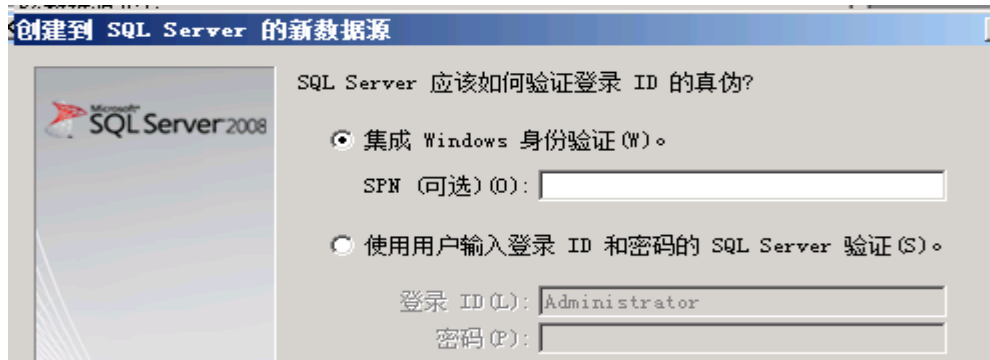 创建到 SQL Server 的新数据源
SQL Server 应该如何验证登录 ID 的真伪?
Microsoft
SQL Server 2008
集成 Windows 身份验证(W)。
SPN (可选)(O):
使用用户输入登录 ID 和密码的 SQL Server 验证(S)。
登录 ID(L): Administrator
密码(P):